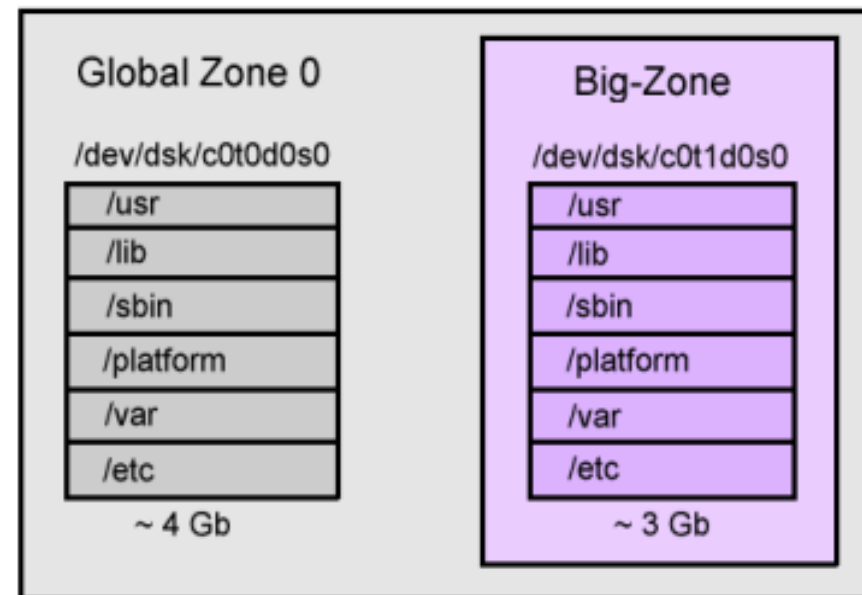 Global Zone 0
/dev/dsk/c0t0d0s0
/usr
/lib
/sbin
/platform
/var
/etc
~ 4 Gb
Big-Zone
/dev/dsk/c0t1d0s0
/usr
/lib
/sbin
/platform
/var
/etc
~ 3 Gb